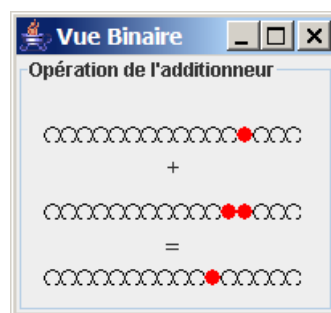 Vue Binaire
Opération de l'additionneur
+
=